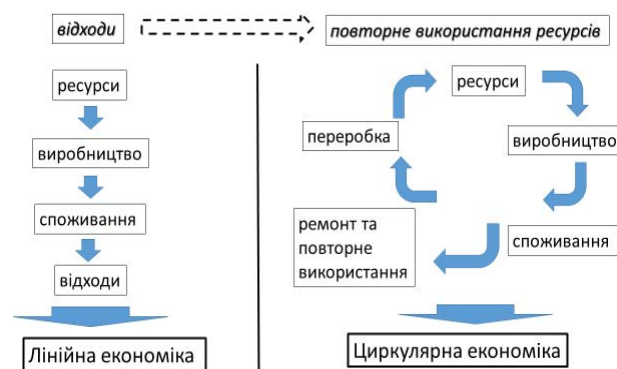 відходи
повторне використання ресурсів
ресурси
виробництво
споживання
відходи
Лінійна економіка
ресурси
виробництво
споживання
ремонт та
повторне
використання
переробка
Циркулярна економіка